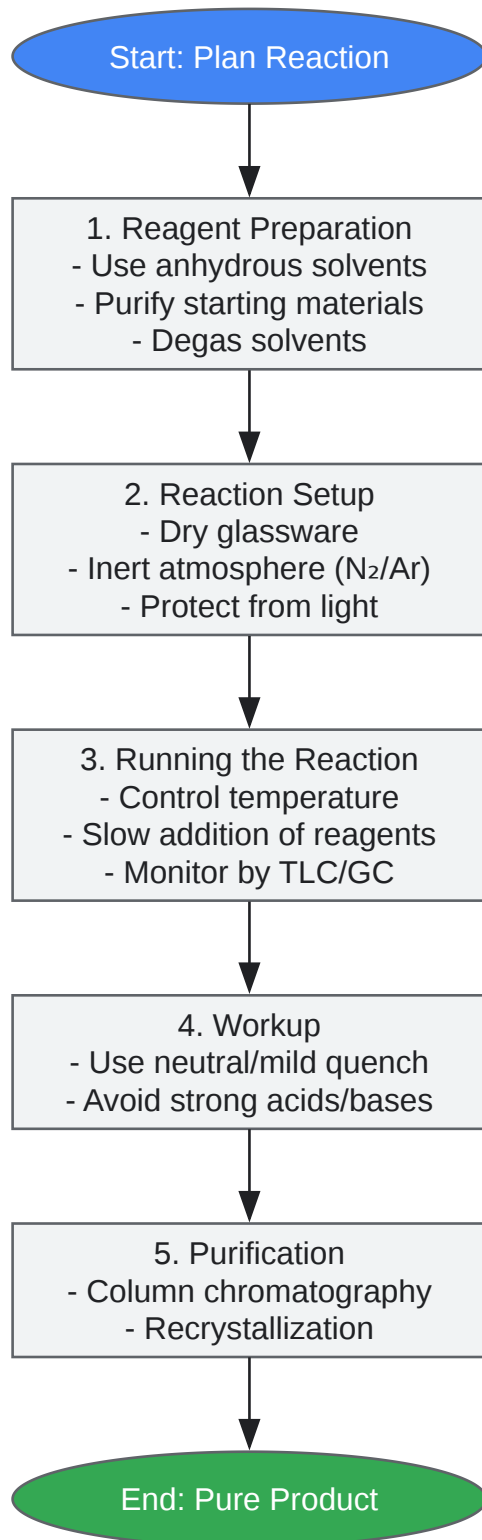 Start: Plan Reaction
1. Reagent Preparation
- Use anhydrous solvents
- Purify starting materials
- Degas solvents
2. Reaction Setup
- Dry glassware
- Inert atmosphere (N₂/Ar)
- Protect from light
3. Running the Reaction
- Control temperature
- Slow addition of reagents
- Monitor by TLC/GC
4. Workup
- Use neutral/mild quench
- Avoid strong acids/bases
5. Purification
- Column chromatography
- Recrystallization
End: Pure Product